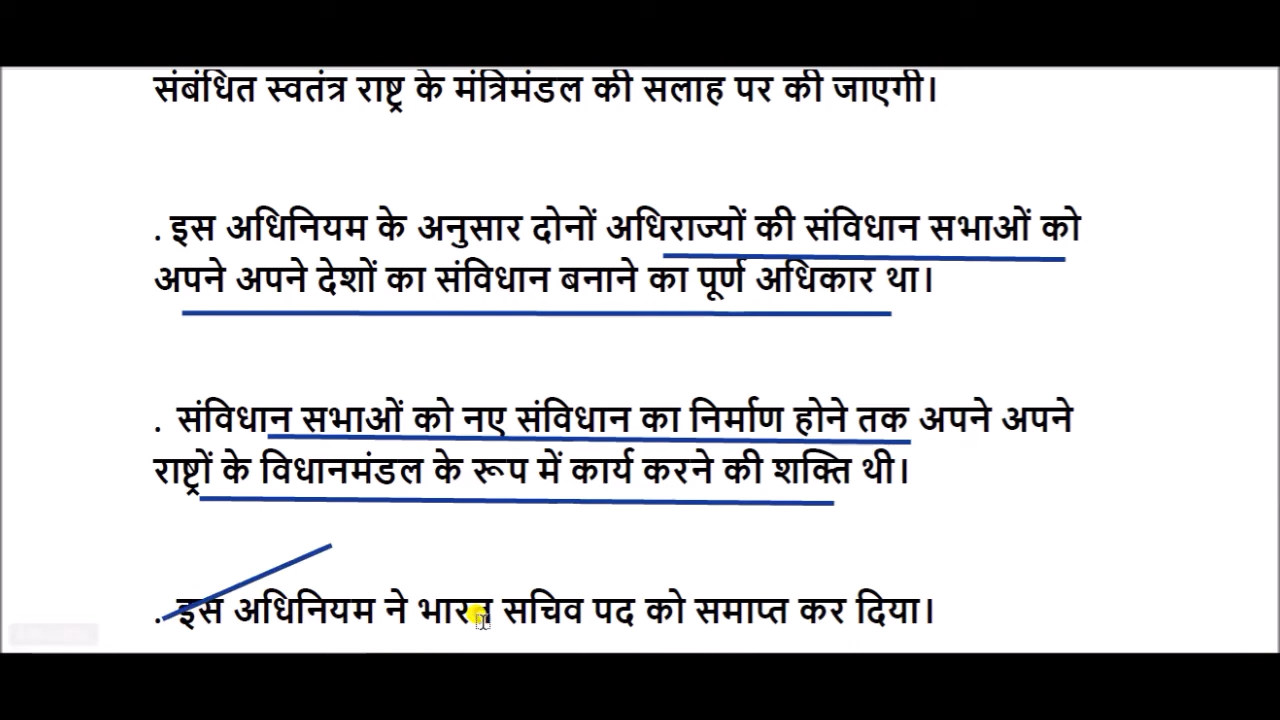 संबंधित स्वतंत्र राष्ट्र के मंत्रिमंडल की सलाह पर की जाएगी।
. इस अधिनियम के अनुसार दोनों अधिराज्यों की संविधान सभाओं को
अपने अपने देशों का संविधान बनाने का पूर्ण अधिकार था।
. संविधान सभाओं को नए संविधान का निर्माण होने तक अपने अपने
राष्ट्रों के विधानमंडल के रूप में कार्य करने की शक्ति थी।
. इस अधिनियम ने भारत सचिव पद को समाप्त कर दिया।